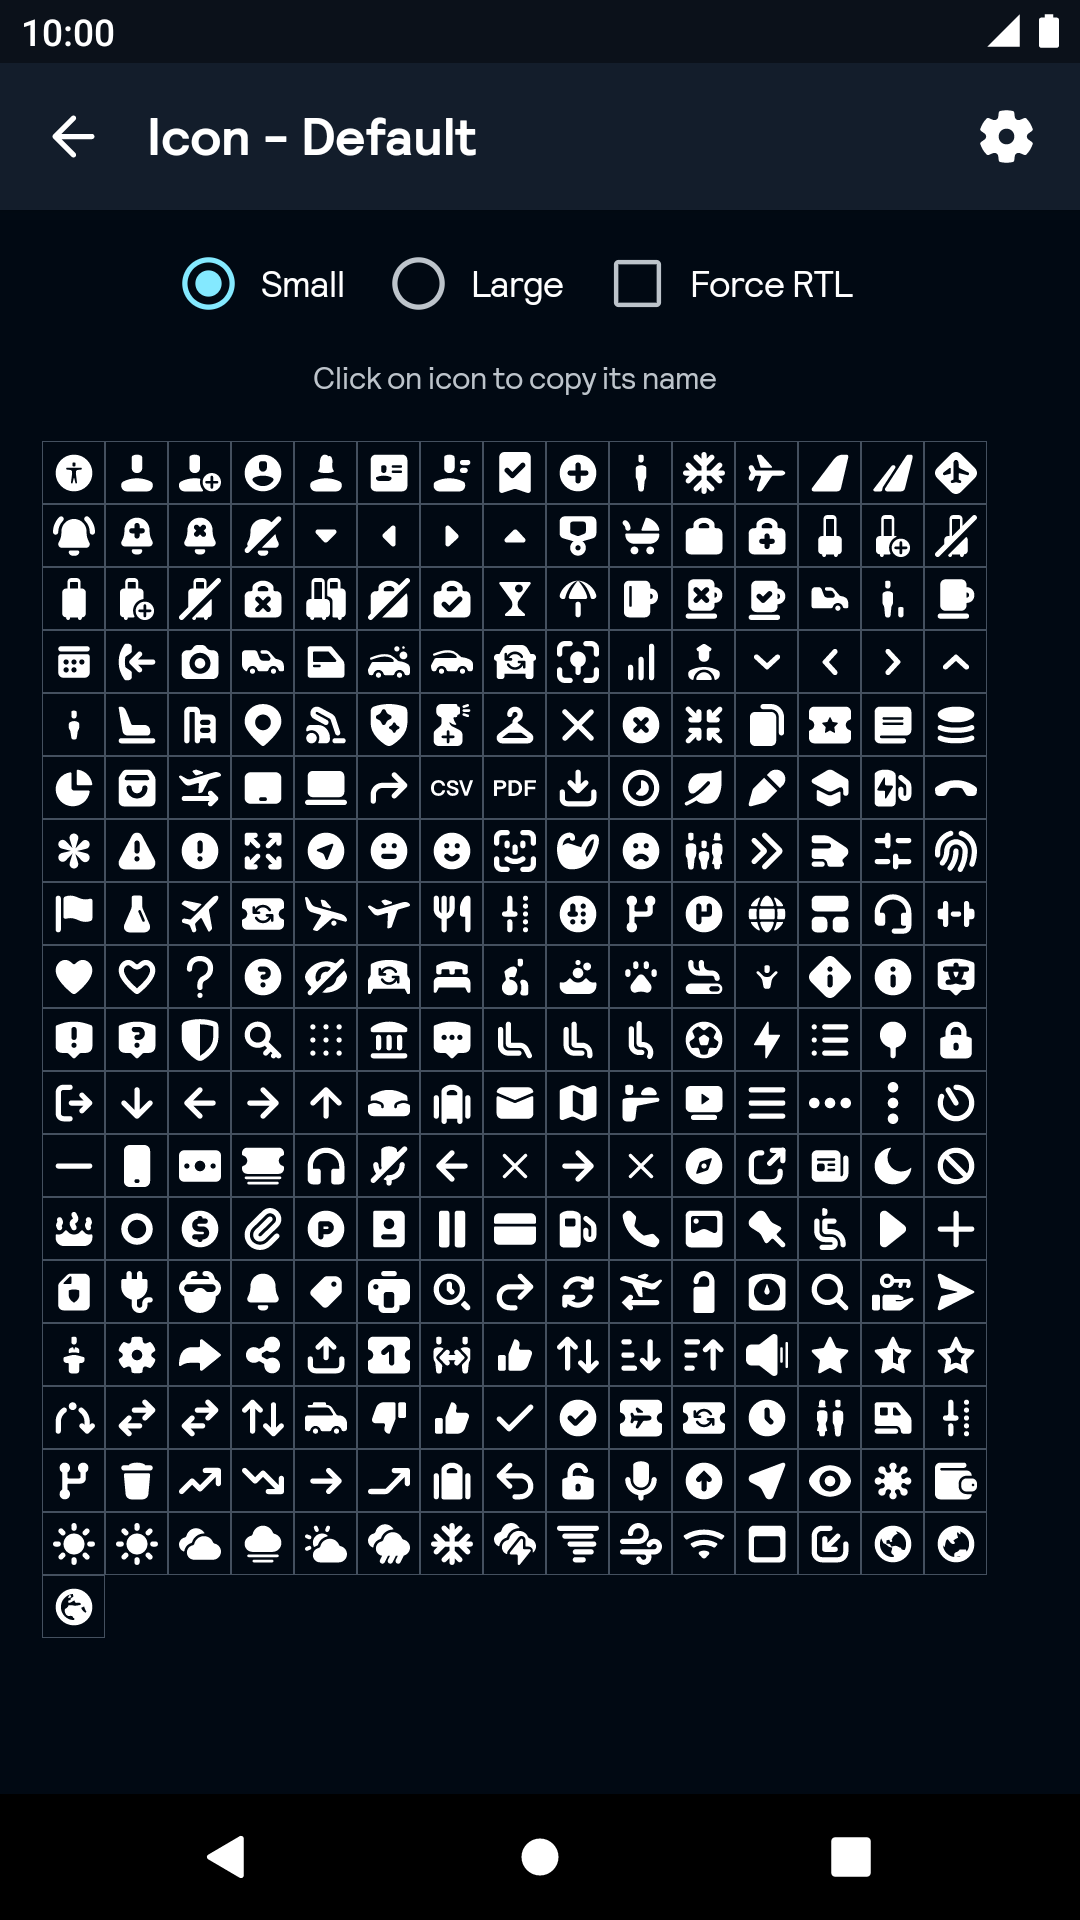 10:00
Icon - Default
Small
Large
Force RTL
Click on icon to copy its name
CSV
PDF